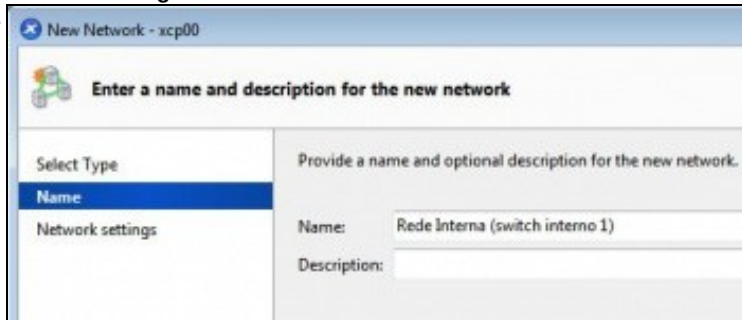 New Network - xcp00
Enter a name and description for the new network
Select Type
Provide a name and optional description for the new network.
Name
Network settings
Name: Rede Interna (switch interno 1)
Description: